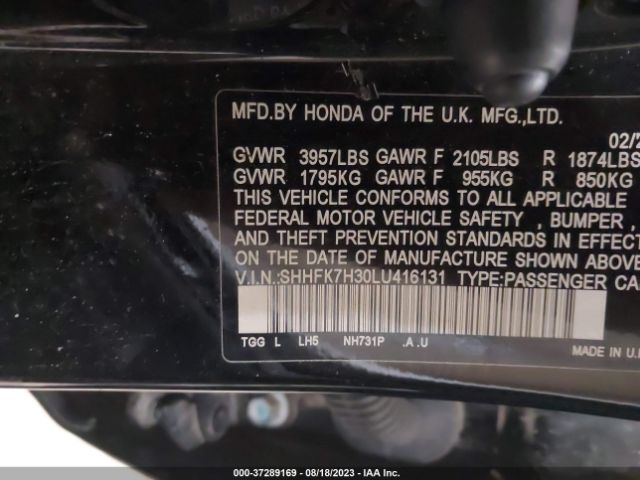 MFD.BY HONDA OF THE U.K. MFG.,LTD.
02/2
GVWR 3957LBS GAWR F 2105LBS R 1874LBS
GVWR 1795KG GAWR F 955KG R 850KG
THIS VEHICLE CONFORMS TO ALL APPLICABLE
FEDERAL MOTOR VEHICLE SAFETY , BUMPER ,
AND THEFT PREVENTION STANDARDS IN EFFECT
ON THE DATE OF MANUFACTURE SHOWN ABOVE
V.I.N.:SHHFK7H30LU416131 TYPE:PASSENGER CA
TGG L LH5 NH731P .A.U
MADE IN U.
000-37289169 - 08/18/2023 - IAA Inc.